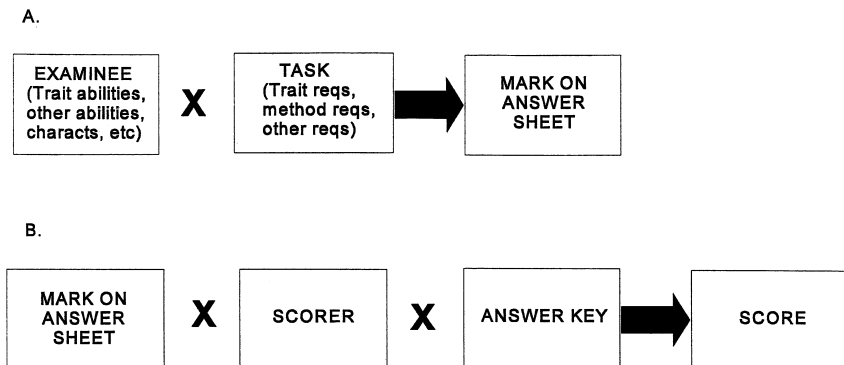 A.
EXAMINEE
(Trait abilities,
other abilities,
characts, etc)
X
TASK
(Trait reqs,
method reqs,
other reqs)
MARK ON
ANSWER
SHEET
B.
MARK ON
ANSWER
SHEET
X
SCORER
X
ANSWER KEY
SCORE